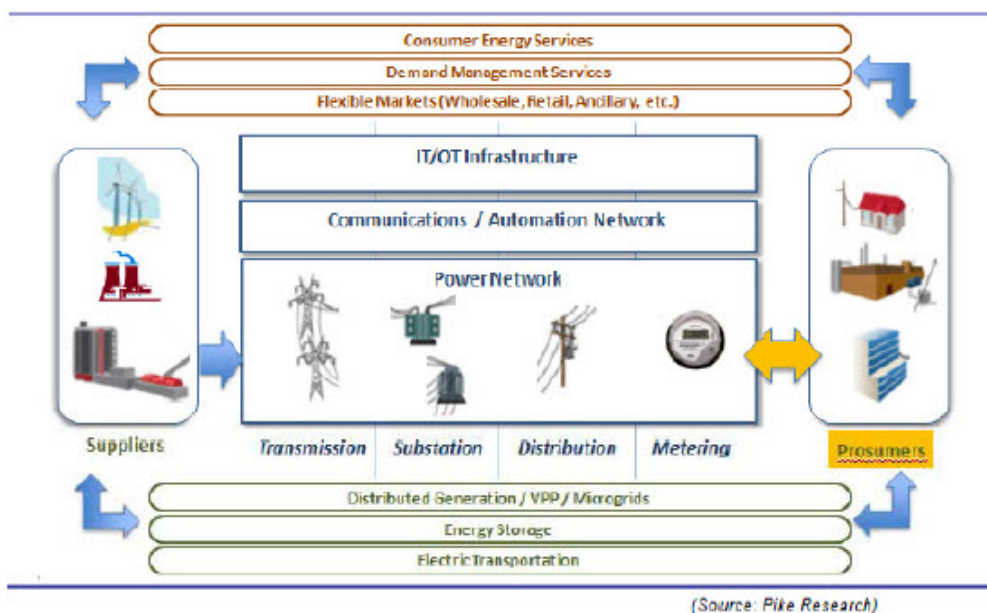 Consumer Energy Services
Demand Management Services
Flexible Markets (Wholesale, Retail, Ancillary, etc.)
IT/OT Infrastructure
Communications / Automation Network
Power Network
Suppliers
Transmission
Substation
Distribution
Metering
Prosumers
Distributed Generation / VPP / Microgrids
Energy Storage
Electric Transportation
(Source: Pike Research)